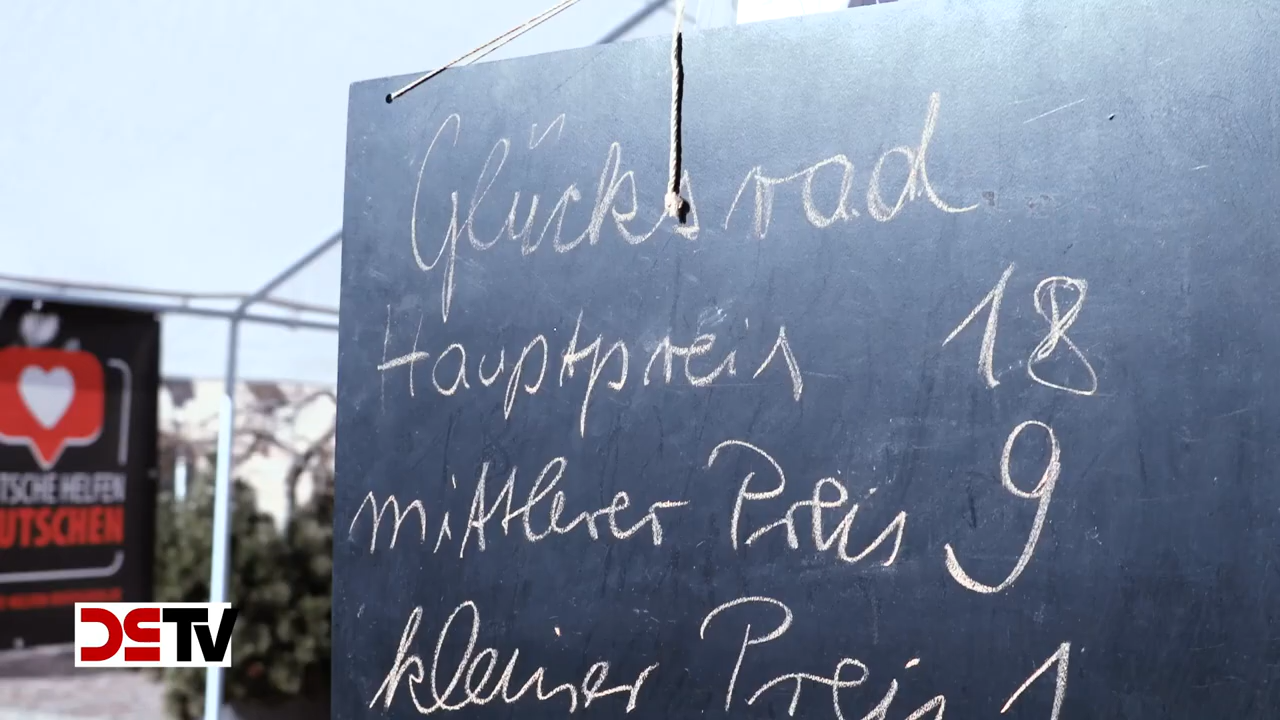 Glücksrad
Hauptpreis 18
mittlerer Preis 9
kleiner Preis 1
TSCHE HELFEN
UTSCHEN
DSTV